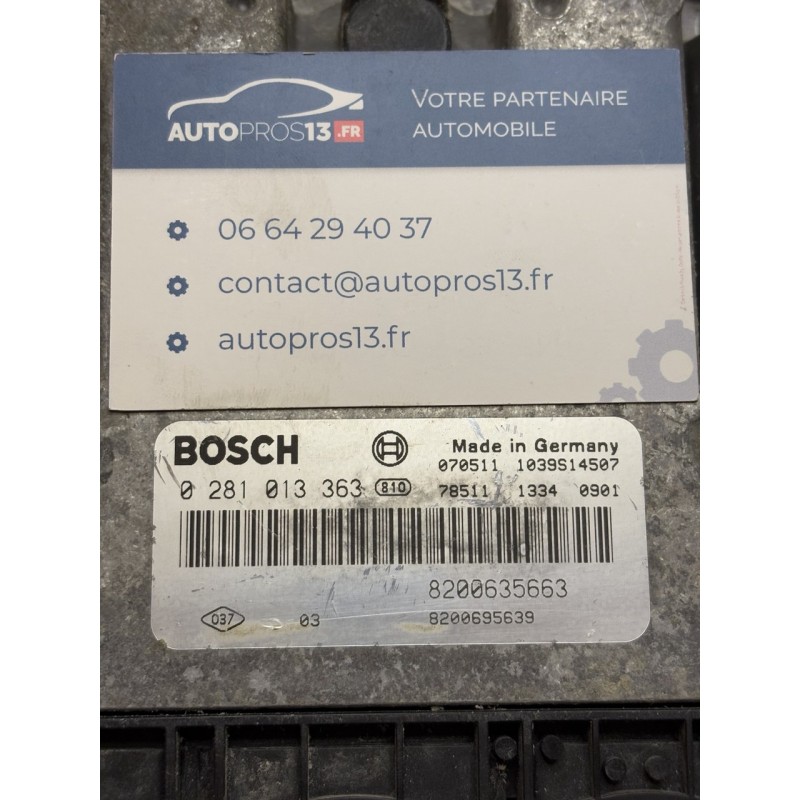 AUTOPROS13.FR
VOTRE PARTENAIRE
AUTOMOBILE
06 64 29 40 37
contact@autopros13.fr
autopros13.fr
BOSCH
Made in Germany
070511 1039S14507
0 281 013 363 810
78511 1334 0901
8200635663
037 03
8200695639